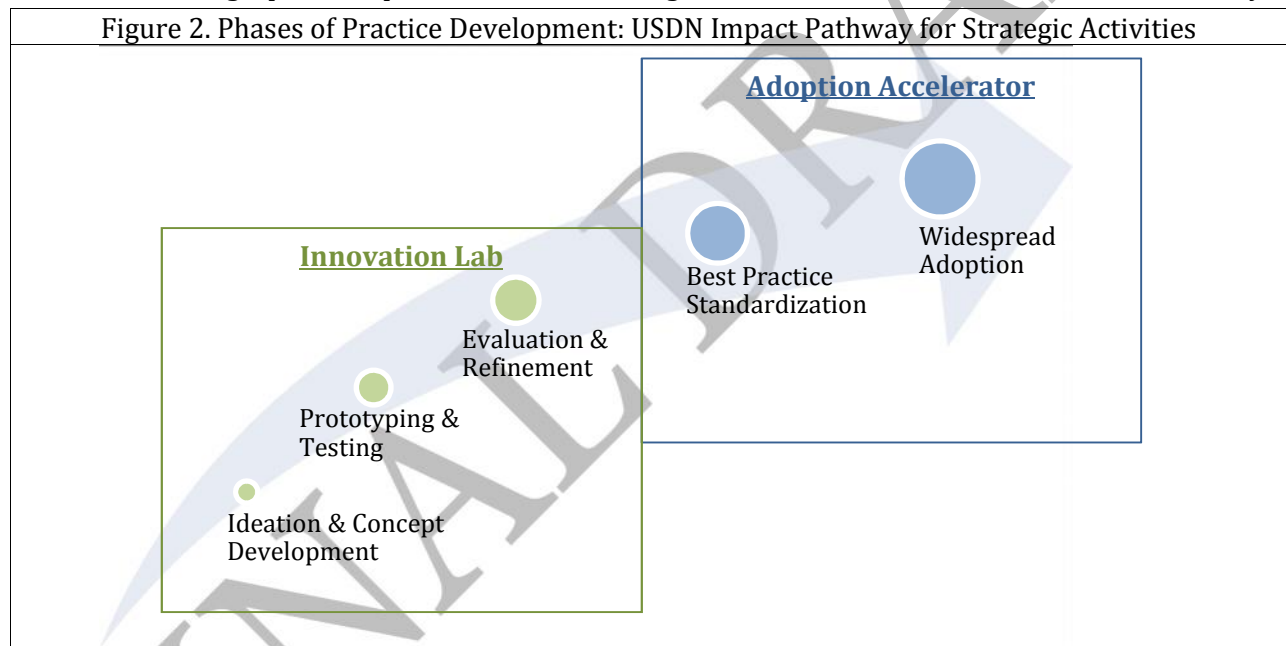 Figure 2. Phases of Practice Development: USDN Impact Pathway for Strategic Activities
Adoption Accelerator
Widespread
Adoption
Best Practice
Standardization
Innovation Lab
Evaluation &
Refinement
Prototyping &
Testing
Ideation & Concept
Development